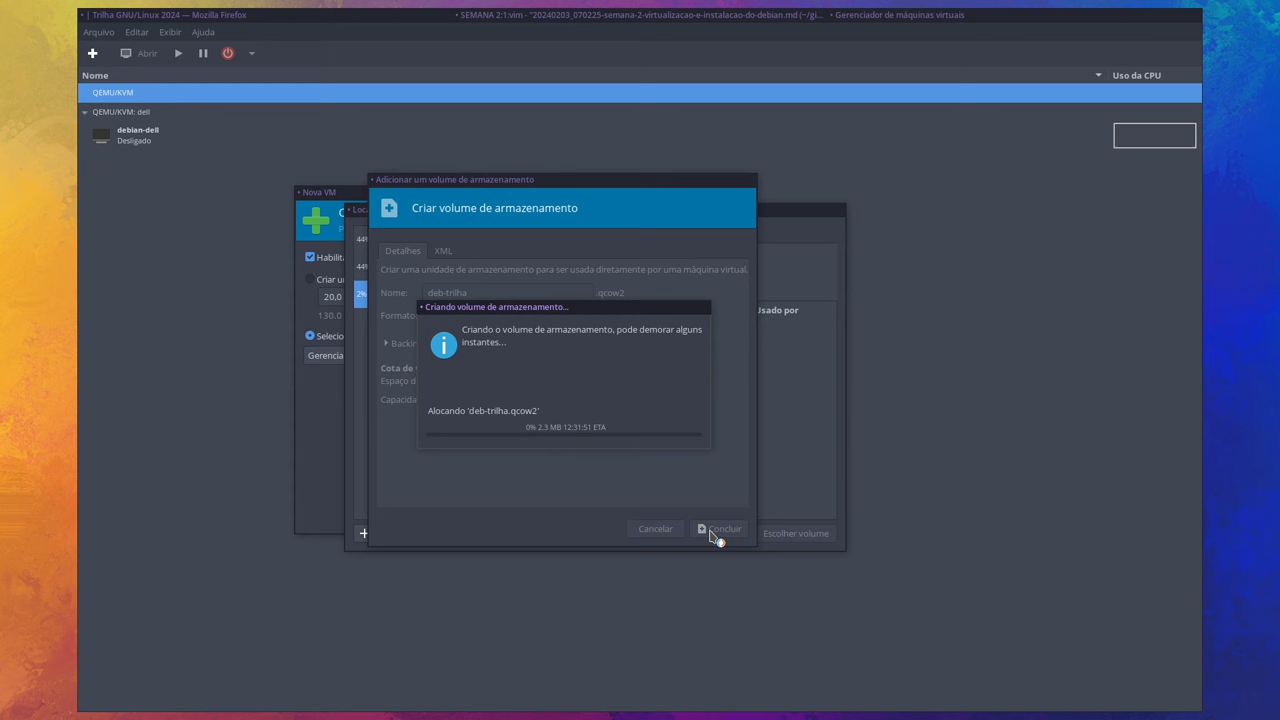 • | Trilha GNU/Linux 2024 — Mozilla Firefox
• SEMANA 2:1:vim - "20240203_070225-semana-2-virtualizacao-e-instalacao-do-debian.md (~/gi...
• Gerenciador de máquinas virtuais
Arquivo Editar Exibir Ajuda
Abrir
Nome
Uso da CPU
QEMU/KVM
QEMU/KVM: dell
debian-dell
Desligado
• Adicionar um volume de armazenamento
• Nova VM
Criar volume de armazenamento
• Loc
44%
Detalhes XML
Habilita
Criar uma unidade de armazenamento para ser usada diretamente por uma máquina virtual.
44%
Criar u
Nome: deb-trilha .qcow2
2%
20,0
• Criando volume de armazenamento...
Usado por
130.0
Formato:
Criando o volume de armazenamento, pode demorar alguns
instantes...
Selecio
Backin
Gerencia
Cota de
Espaço d
Capacida
Alocando 'deb-trilha.qcow2'
0% 2.3 MB 12:31:51 ETA
Cancelar
Concluir
Escolher volume